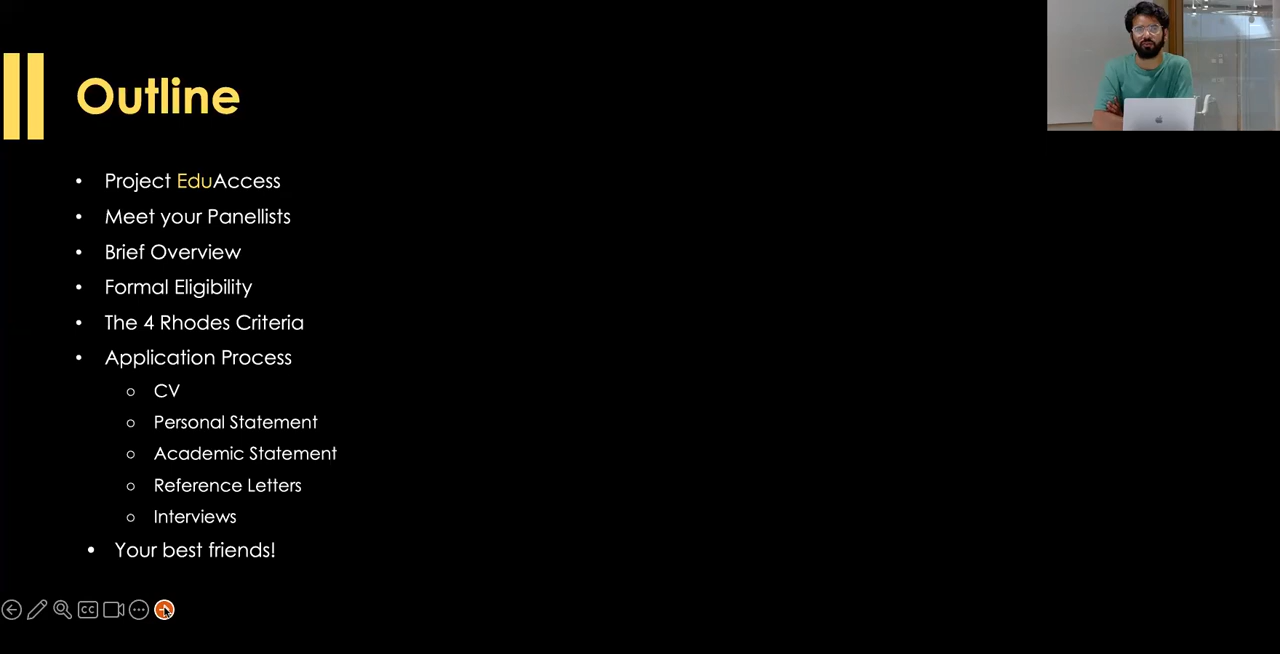 Outline
• Project EduAccess
• Meet your Panellists
• Brief Overview
• Formal Eligibility
• The 4 Rhodes Criteria
• Application Process
○ CV
○ Personal Statement
○ Academic Statement
○ Reference Letters
○ Interviews
• Your best friends!
CC